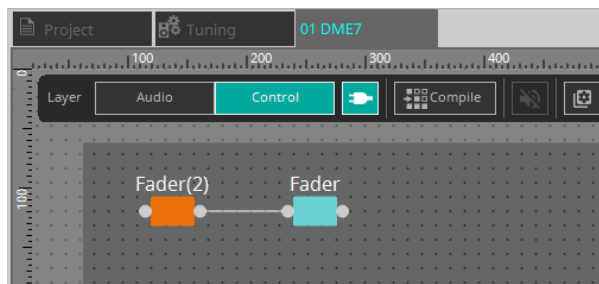 Project
Tuning
01 DME7
100 200 300 400
0
Layer Audio Control Compile
100
Fader(2) Fader